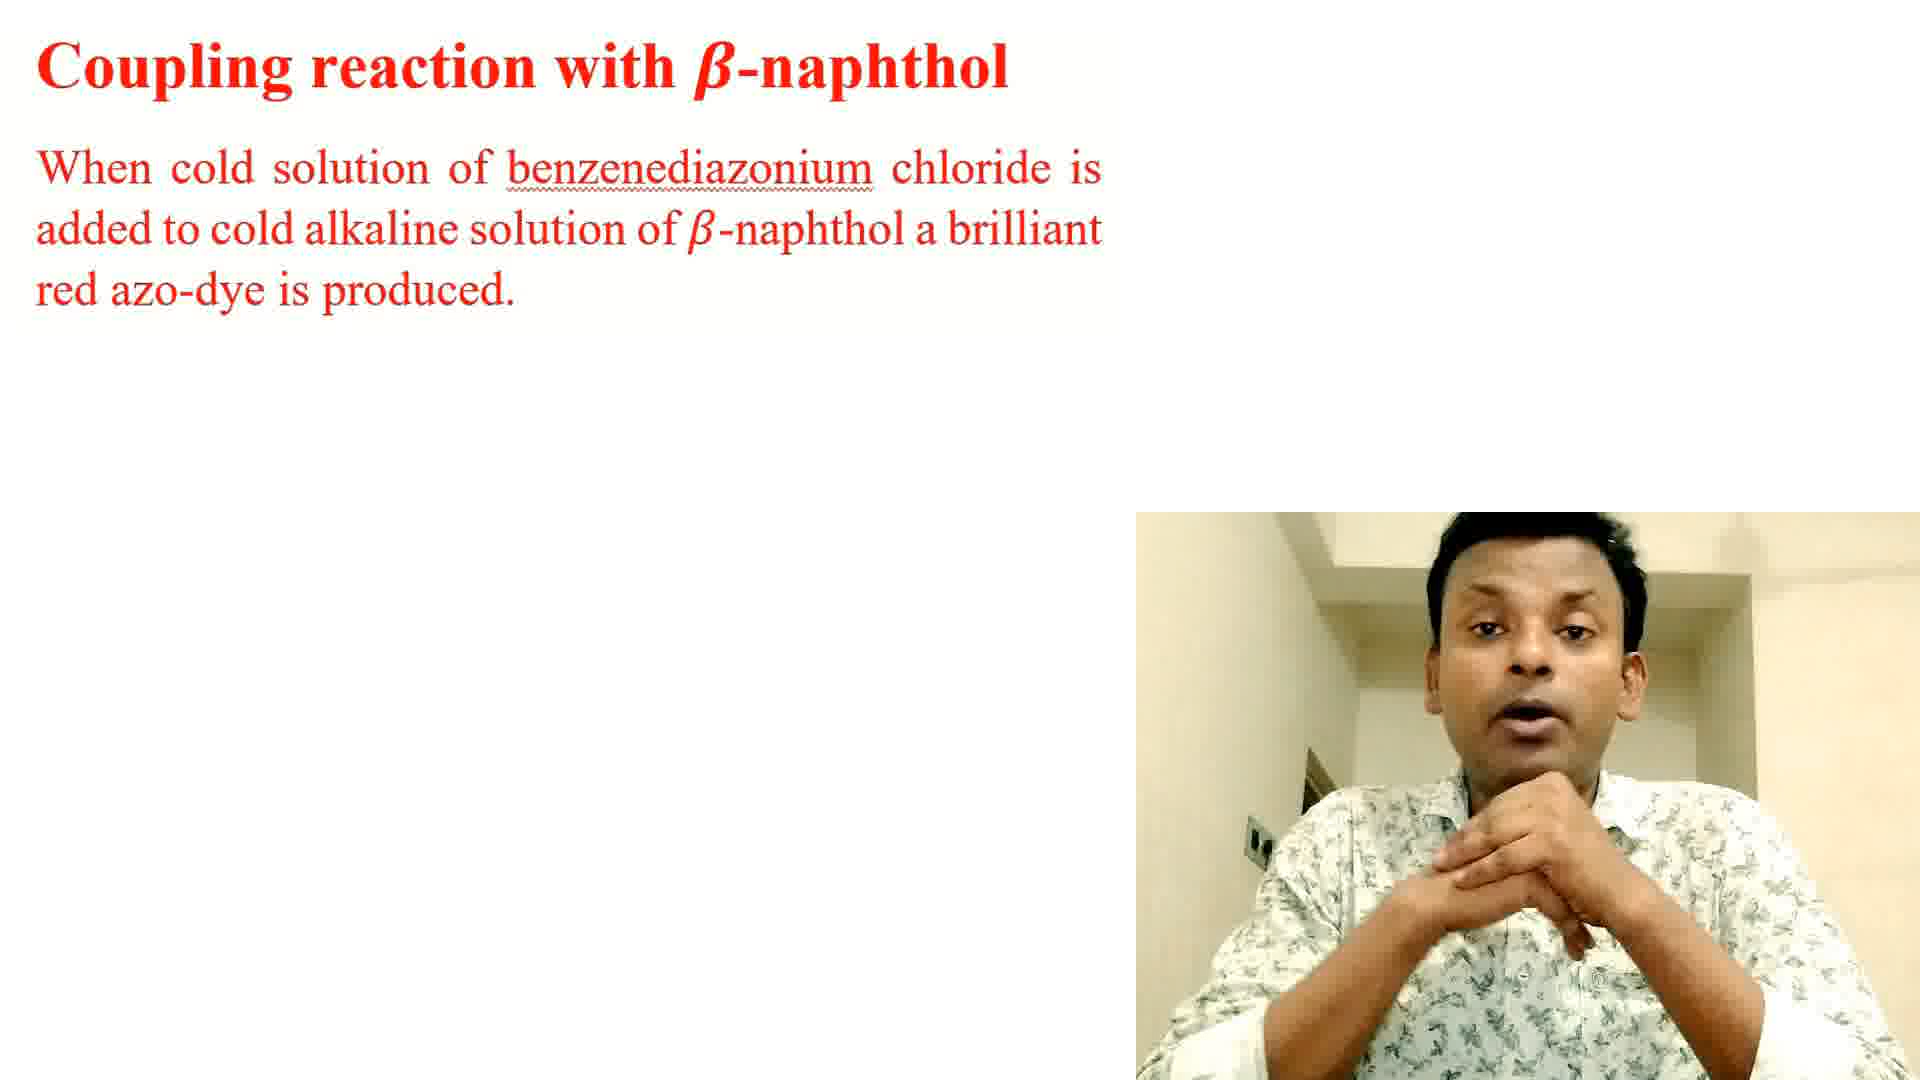 Coupling reaction with β-naphthol
When cold solution of benzenediazonium chloride is
added to cold alkaline solution of β-naphthol a brilliant
red azo-dye is produced.